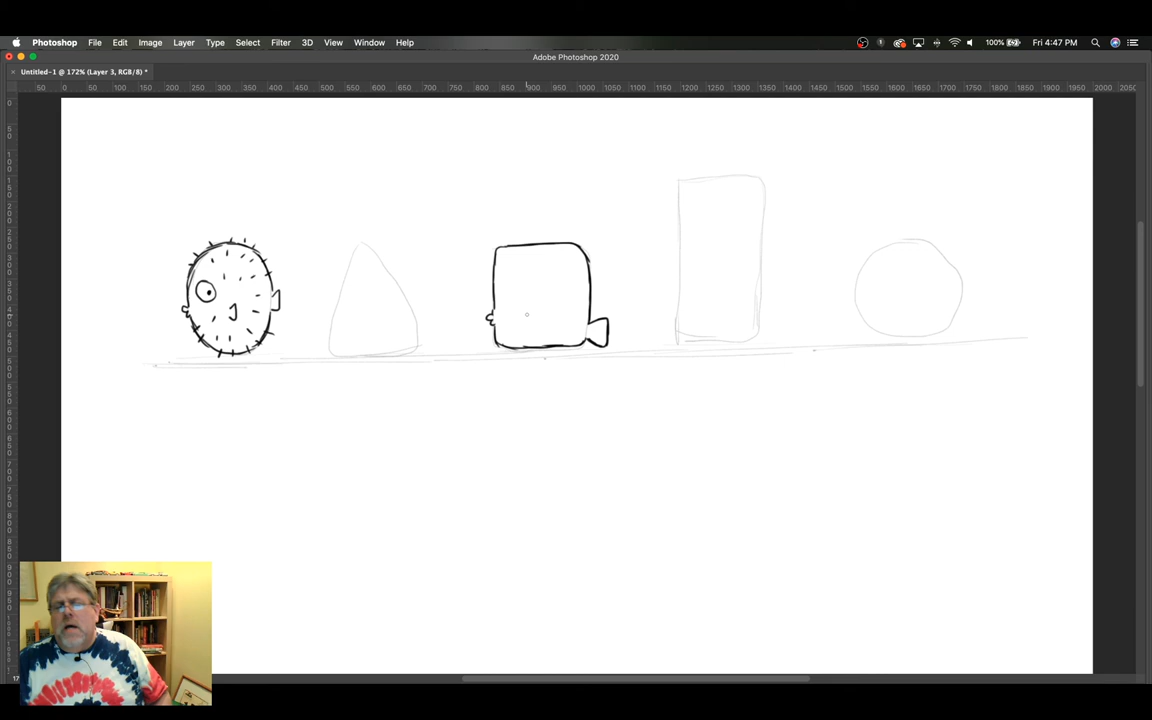 Photoshop File Edit Image Layer Type Select Filter 3D View Window Help 100% Fri 4:47 PM
Adobe Photoshop 2020
Untitled-1 @ 172% (Layer 3, RGB/8) *
50 0 50 100 150 200 250 300 350 400 450 500 550 600 650 700 750 800 850 900 950 1000 1050 1100 1150 1200 1250 1300 1350 1400 1450 1500 1550 1600 1650 1700 1750 1800 1850 1900 1950 2000 2050